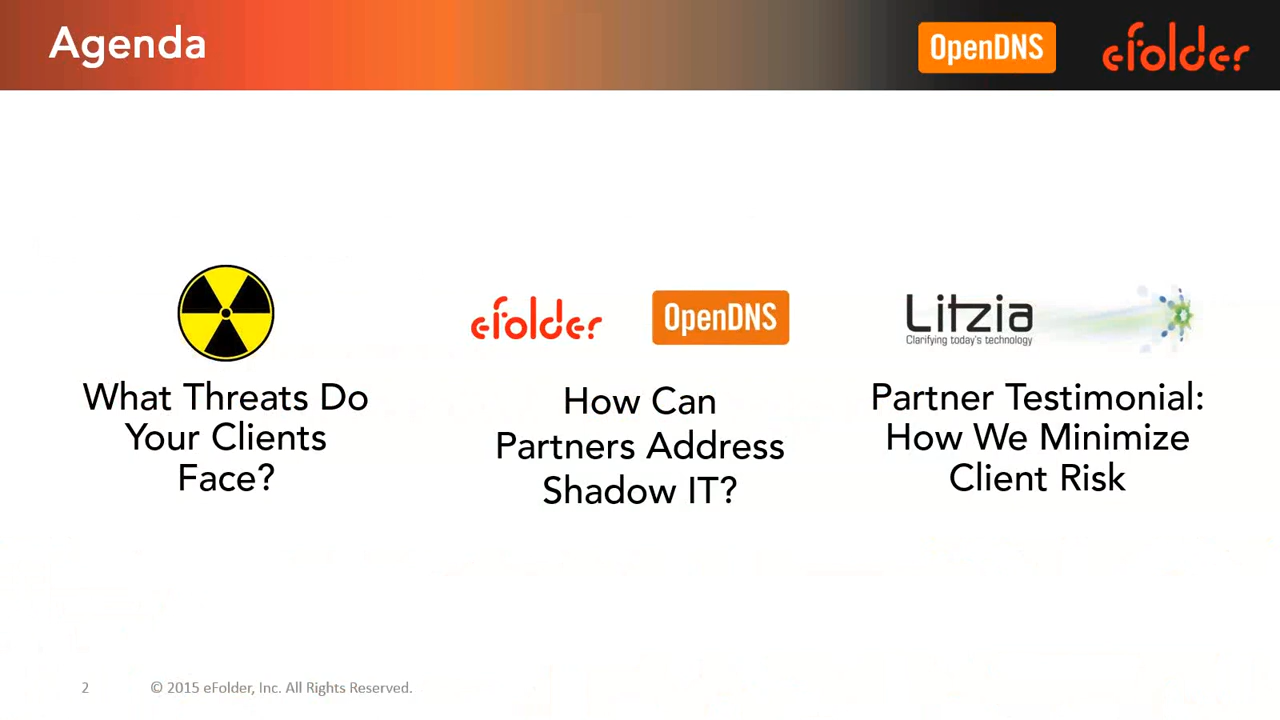 Agenda
OpenDNS
efolder
efolder
OpenDNS
Litzia
Clarifying today's technology
What Threats Do
Your Clients
Face?
How Can
Partners Address
Shadow IT?
Partner Testimonial:
How We Minimize
Client Risk
2
© 2015 eFolder, Inc. All Rights Reserved.